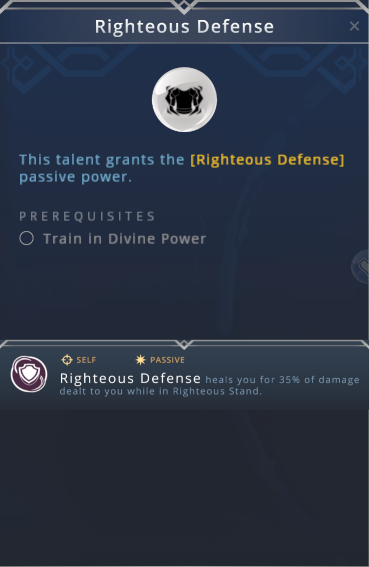 Righteous Defense
This talent grants the [Righteous Defense]
passive power.
PREREQUISITES
Train in Divine Power
SELF PASSIVE
Righteous Defense heals you for 35% of damage
dealt to you while in Righteous Stand.